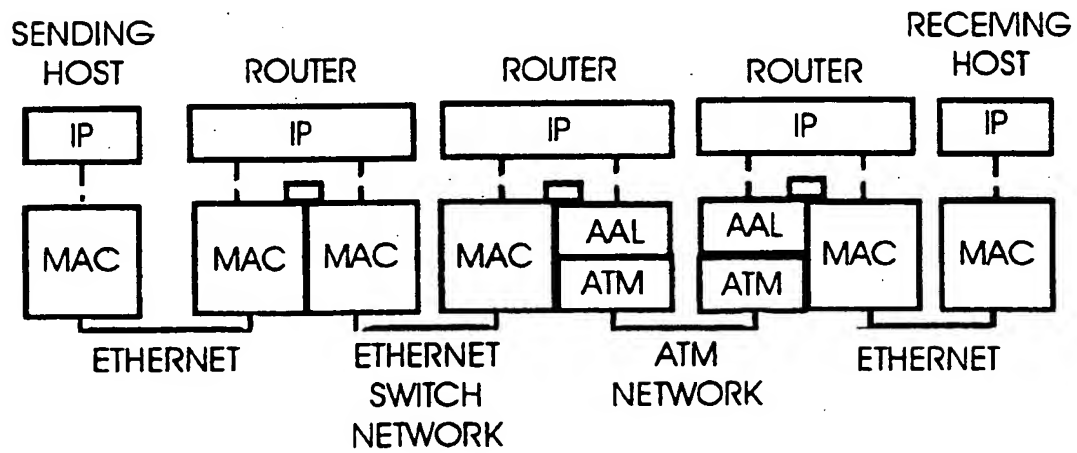 SENDING HOST
ROUTER
ROUTER
ROUTER
RECEIVING HOST
IP
IP
IP
IP
IP
MAC
MAC
MAC
MAC
AAL
ATM
AAL
ATM
MAC
MAC
ETHERNET
ETHERNET
SWITCH
NETWORK
ATM
NETWORK
ETHERNET